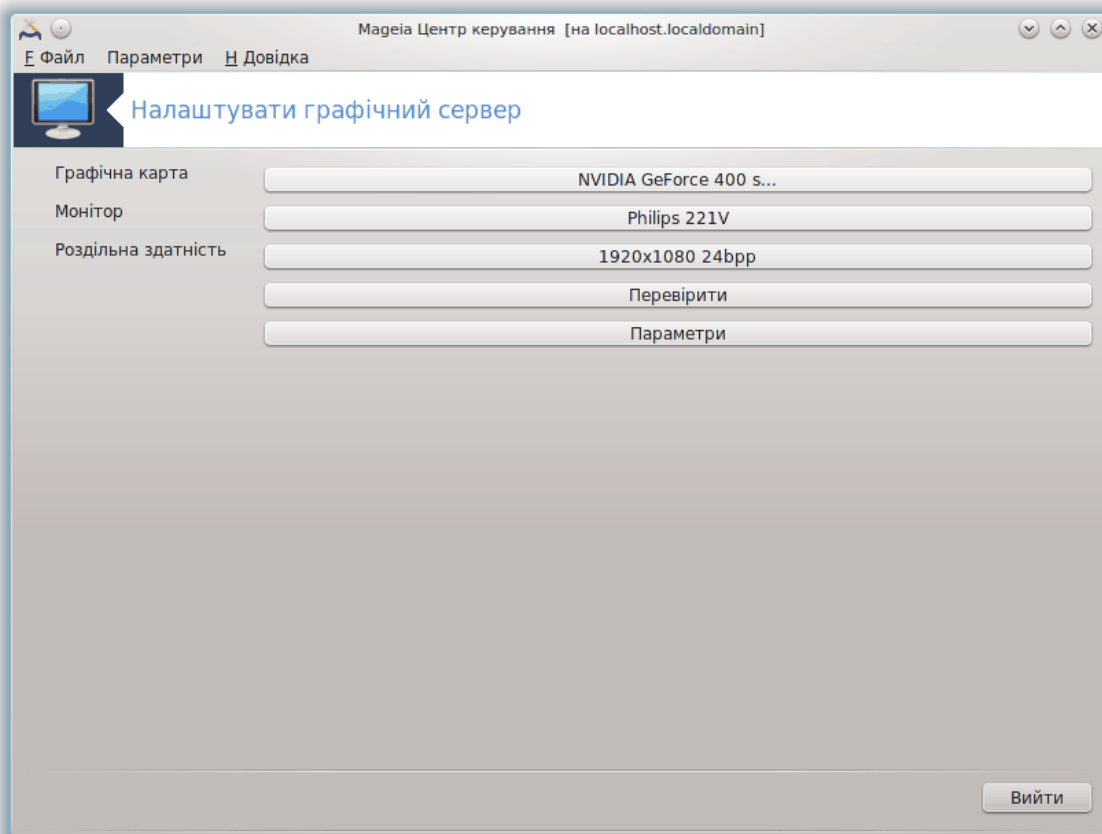 Mageia Центр керування [на localhost.localdomain]
F Файл Параметри H Довідка
Налаштувати графічний сервер
Графічна карта NVIDIA GeForce 400 s...
Монітор Philips 221V
Роздільна здатність 1920x1080 24bpp
Перевірити
Параметри
Вийти